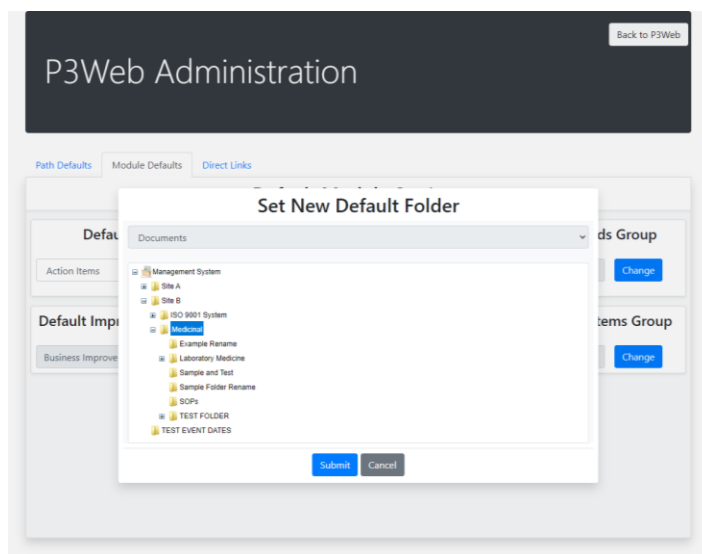 Back to P3Web
P3Web Administration
Path Defaults
Module Defaults
Direct Links
Set New Default Folder
Documents
Defau
ds Group
Action Items
Change
Default Impr
tems Group
Business Improve
Change
Management System
Site A
Site B
ISO 9001 System
Medicinal
Example Rename
Laboratory Medicine
Sample and Test
Sample Folder Rename
SOPs
TEST FOLDER
TEST EVENT DATES
Submit
Cancel